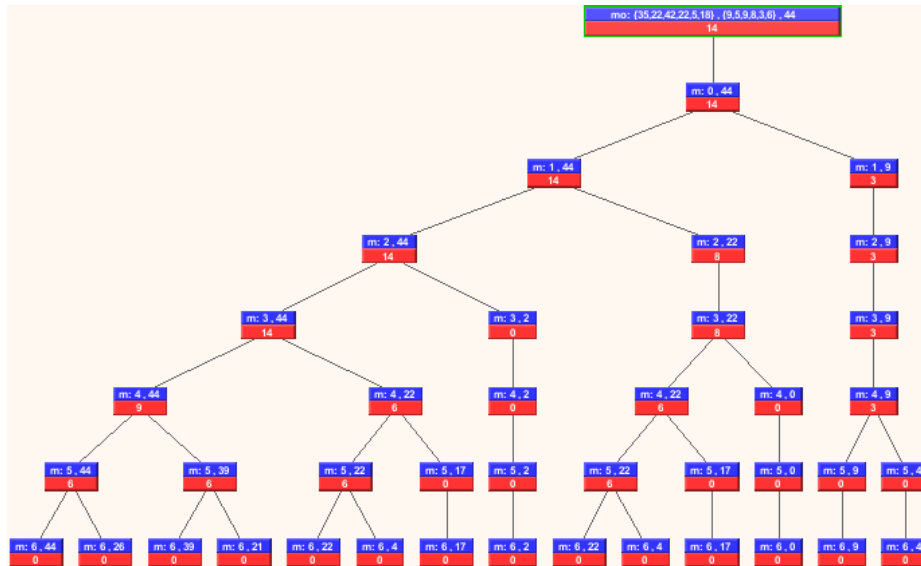 mo: {35,22,42,22,5,18} , {9,5,9,8,3,6} , 44
14
m: 0 , 44
14
m: 1 , 44
14
m: 1 , 9
3
m: 2 , 44
14
m: 2 , 22
8
m: 2 , 9
3
m: 3 , 44
14
m: 3 , 2
0
m: 3 , 22
8
m: 3 , 9
3
m: 4 , 44
9
m: 4 , 22
6
m: 4 , 2
0
m: 4 , 22
6
m: 4 , 0
0
m: 4 , 9
3
m: 5 , 44
6
m: 5 , 39
6
m: 5 , 22
6
m: 5 , 17
0
m: 5 , 2
0
m: 5 , 22
6
m: 5 , 17
0
m: 5 , 0
0
m: 5 , 9
0
m: 5 , 4
0
m: 6 , 44
0
m: 6 , 26
0
m: 6 , 39
0
m: 6 , 21
0
m: 6 , 22
0
m: 6 , 4
0
m: 6 , 17
0
m: 6 , 2
0
m: 6 , 22
0
m: 6 , 4
0
m: 6 , 17
0
m: 6 , 0
0
m: 6 , 9
0
m: 6 , 4
0